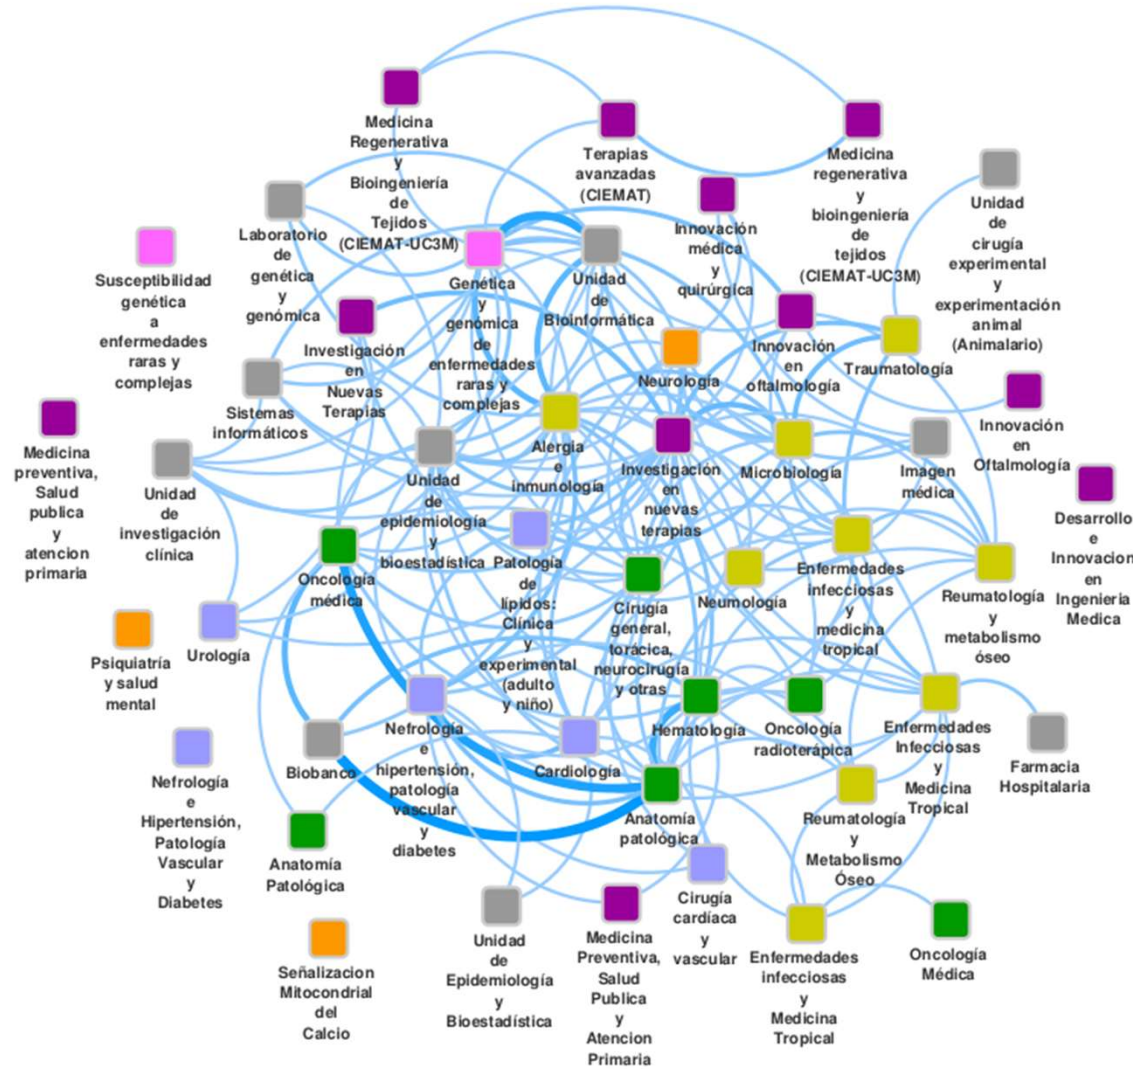 Medicina
Regenerativa
y
Bioingeniería
de
Tejidos
(CIEMAT-UC3M)
Terapias
avanzadas
(CIEMAT)
Medicina
regenerativa
y
bioingeniería
de
tejidos
(CIEMAT-UC3M)
Unidad
de
cirugía
experimental
y
experimentación
animal
(Animalario)
Innovación
médica
y
quirúrgica
Laboratorio
de
genética
y
genómica
Susceptibilidad
genética
a
enfermedades
raras y
complejas
Genética
y
genómica
de
enfermedades
raras y
complejas
Unidad
de
Bioinformática
Investigación
en
Nuevas
Terapias
Innovación
en
oftalmología
Traumatología
Neurología
Sistemas
informáticos
Innovación
en
Oftalmología
Medicina
preventiva,
Salud
publica
y
atencion
primaria
Alergia
e
inmunología
Investigación
en
nuevas
terapias
Microbiología
Imagen
médica
Unidad
de
investigación
clínica
Unidad
de
epidemiología
y
bioestadística
Desarrollo
e
Innovacion
en
Ingenieria
Medica
Patología
de
lípidos:
Clínica
y
experimental
(adulto
y niño)
Oncología
médica
Cirugía
general,
torácica,
neurocirugía
y otras
Neumología
Enfermedades
infecciosas
y
medicina
tropical
Reumatología
y
metabolismo
óseo
Urología
Psiquiatría
y salud
mental
Nefrología
e
hipertensión,
patología
vascular
y
diabetes
Hematología
Oncología
radioterápica
Enfermedades
Infecciosas
y
Medicina
Tropical
Farmacia
Hospitalaria
Nefrología
e
Hipertensión,
Patología
Vascular
y
Diabetes
Biobanco
Cardiología
Anatomía
patológica
Reumatología
y
Metabolismo
Óseo
Anatomía
Patológica
Cirugía
cardíaca
y
vascular
Señalizacion
Mitocondrial
del
Calcio
Unidad
de
Epidemiología
y
Bioestadística
Medicina
Preventiva,
Salud
Publica
y
Atencion
Primaria
Enfermedades
infecciosas
y
Medicina
Tropical
Oncología
Médica